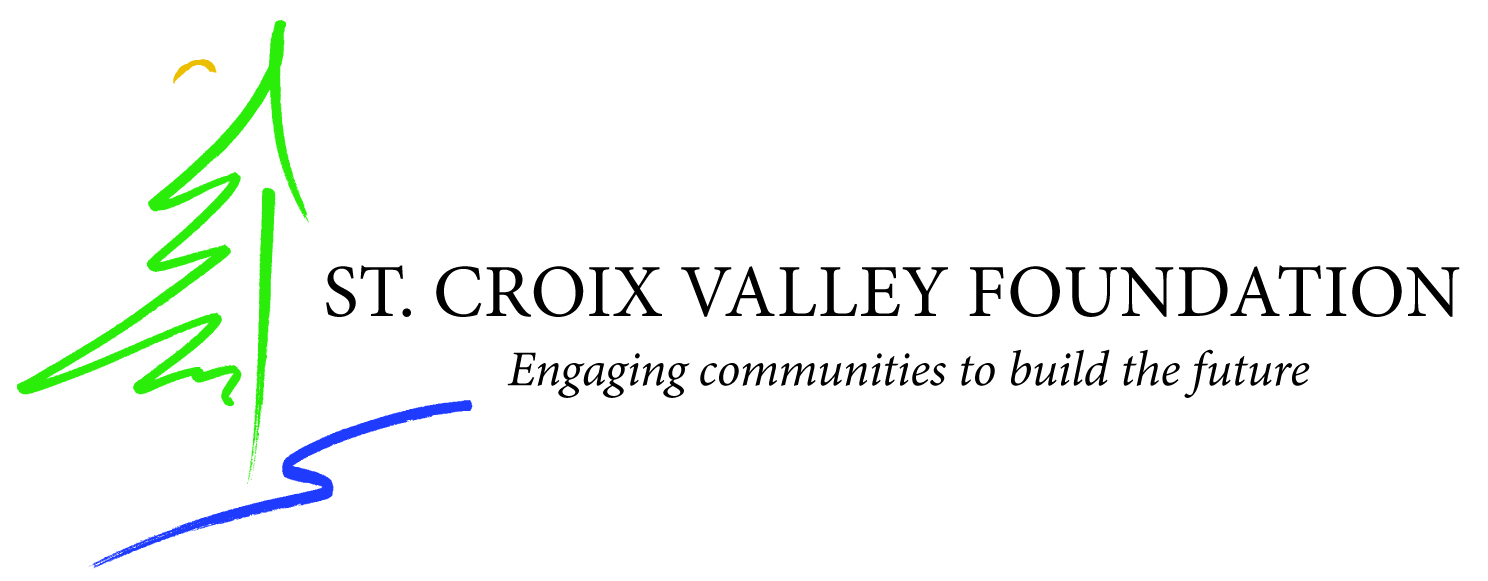 ST. CROIX VALLEY FOUNDATION
Engaging communities to build the future